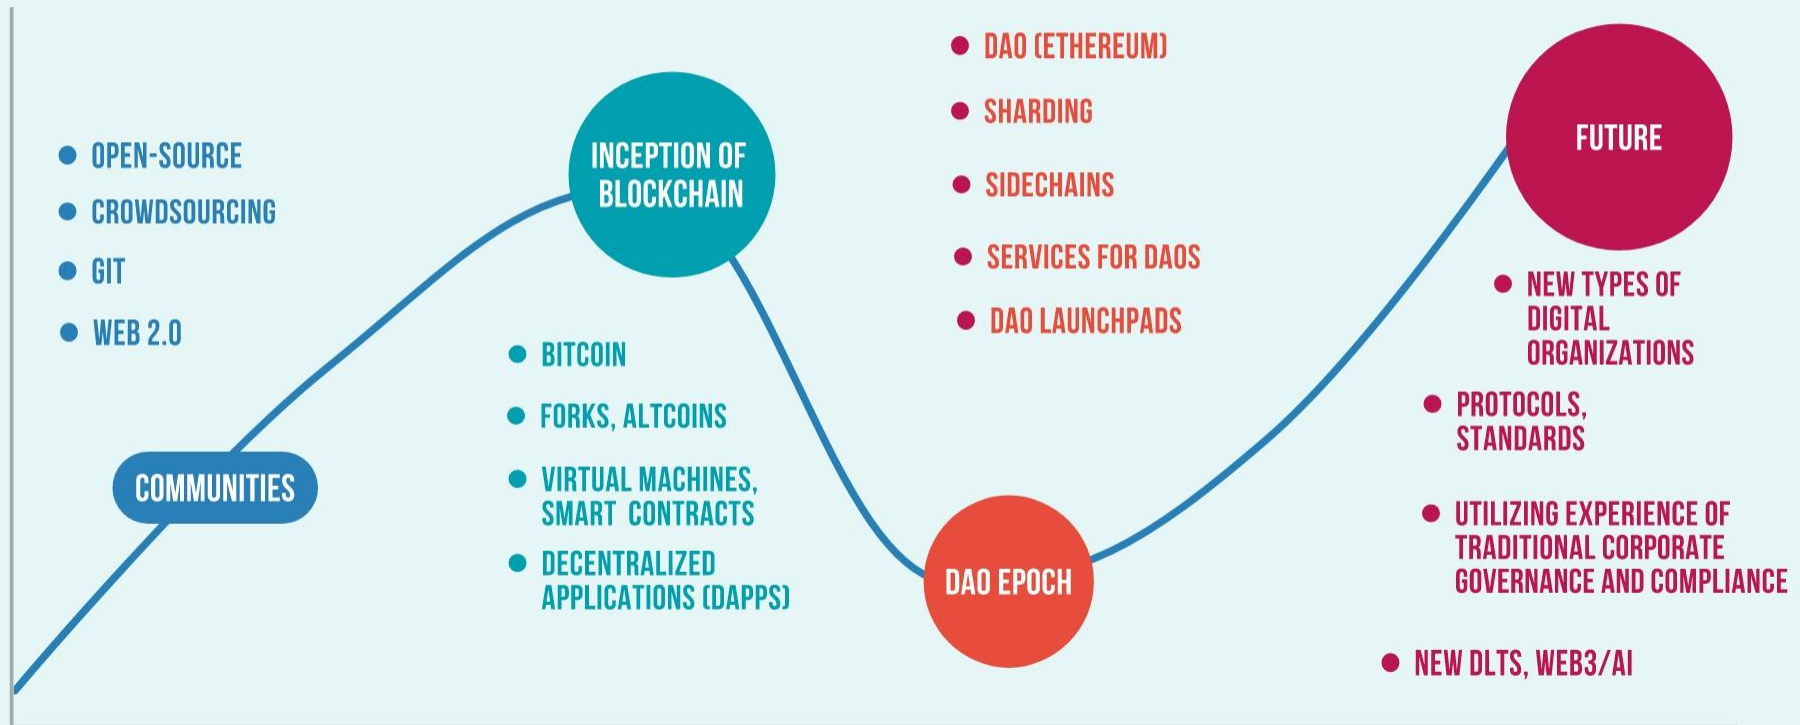 OPEN-SOURCE
CROWDSOURCING
GIT
WEB 2.0
COMMUNITIES
INCEPTION OF
BLOCKCHAIN
BITCOIN
FORKS, ALTCOINS
VIRTUAL MACHINES,
SMART CONTRACTS
DECENTRALIZED
APPLICATIONS (DAPPS)
DAO (ETHEREUM)
SHARDING
SIDECHAINS
SERVICES FOR DAOS
DAO LAUNCHPADS
DAO EPOCH
FUTURE
NEW TYPES OF
DIGITAL
ORGANIZATIONS
PROTOCOLS,
STANDARDS
UTILIZING EXPERIENCE OF
TRADITIONAL CORPORATE
GOVERNANCE AND COMPLIANCE
NEW DLTS, WEB3/AI